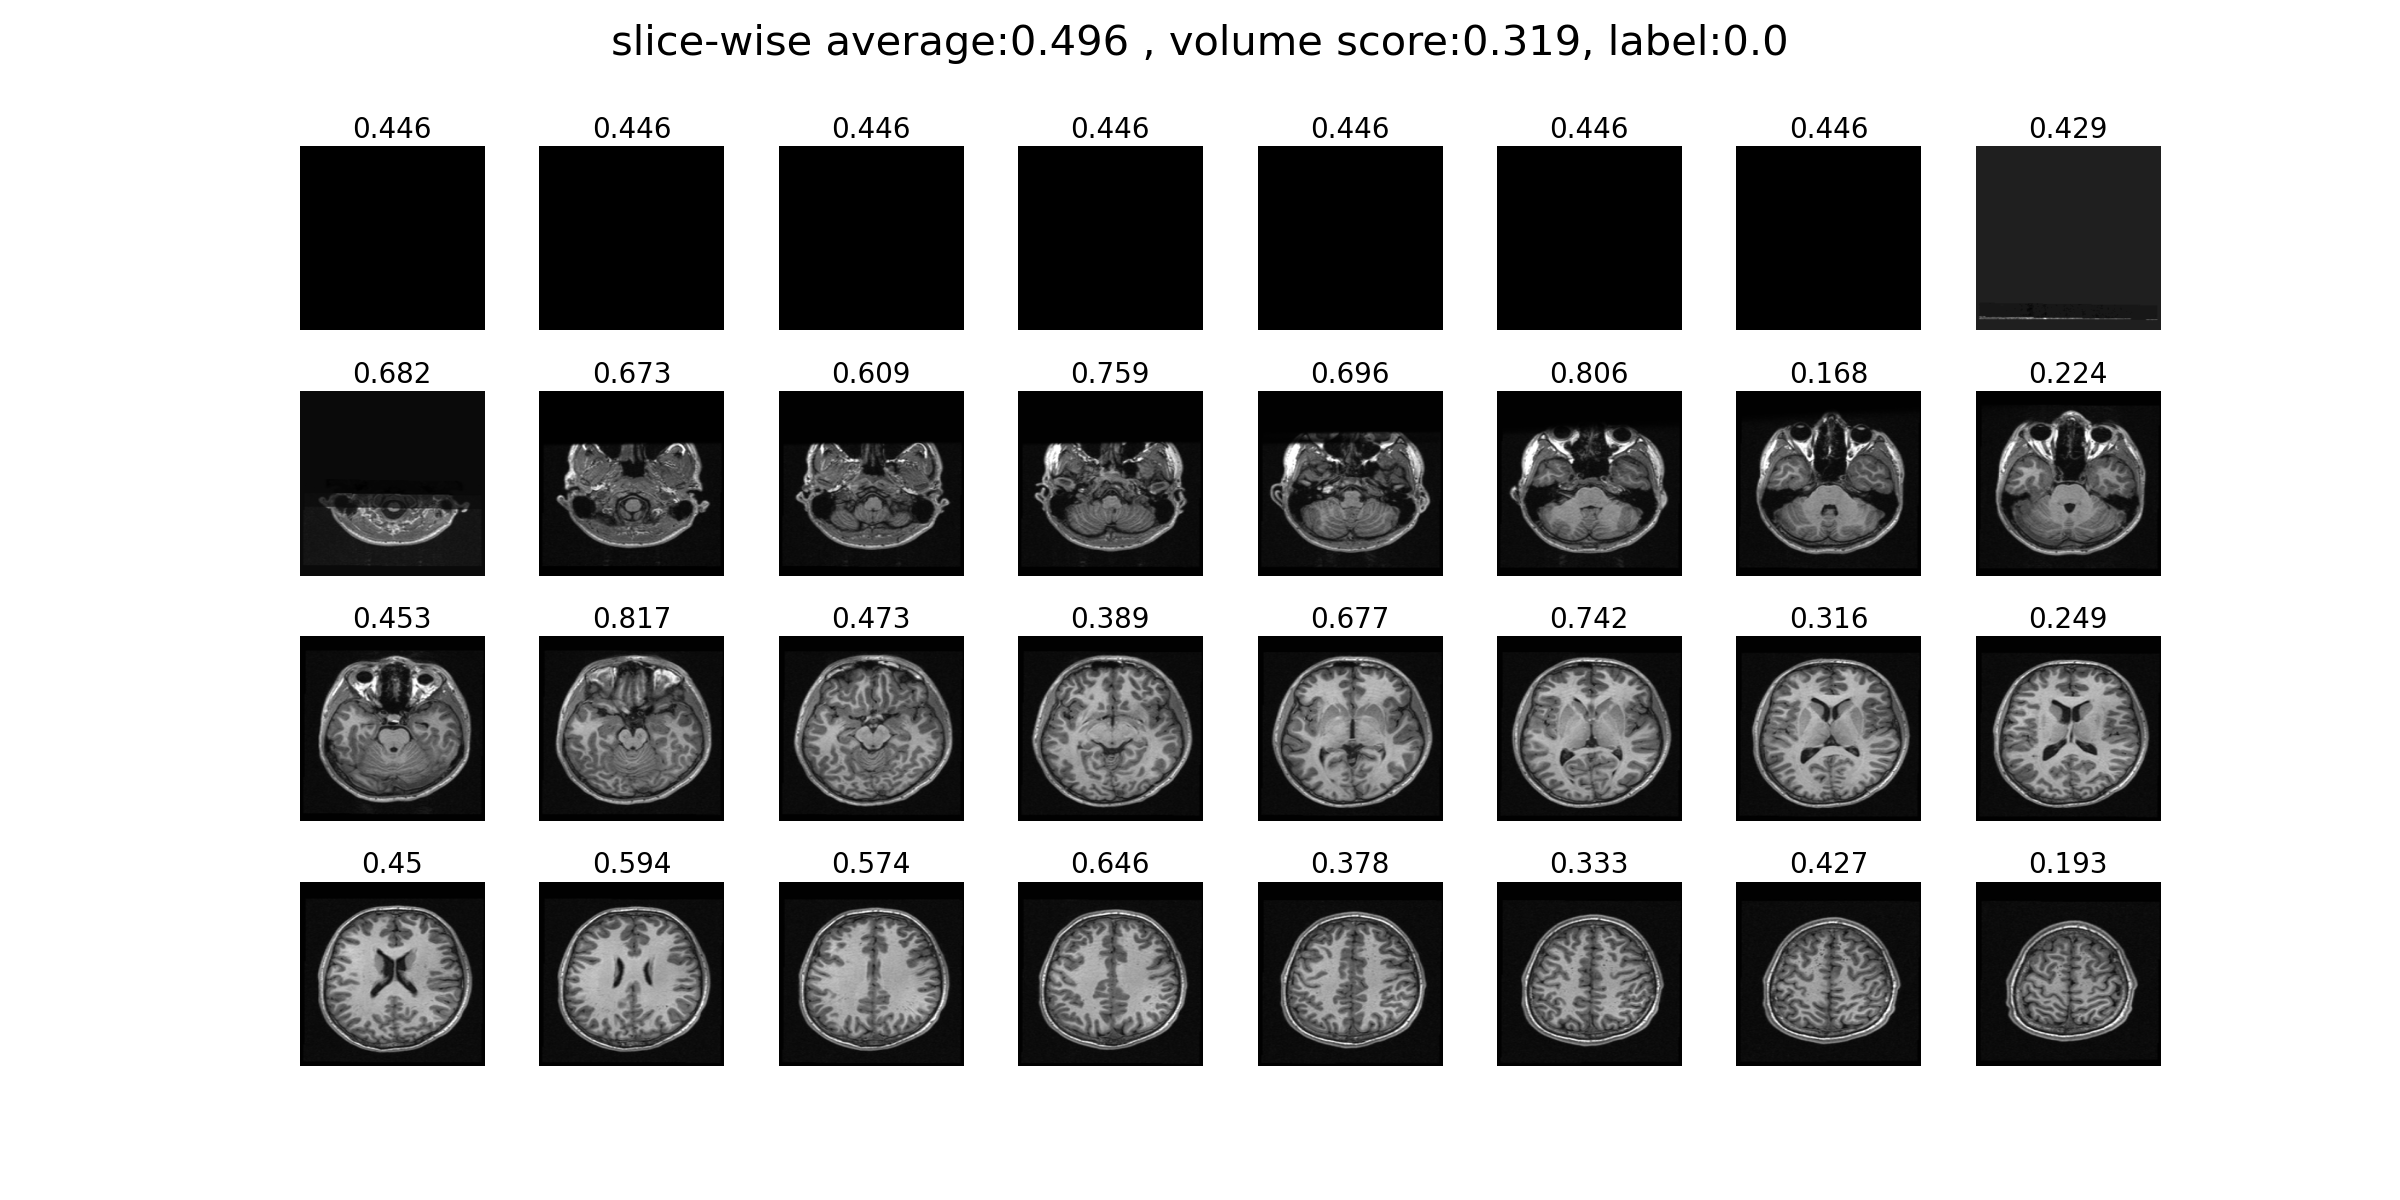 slice-wise average:0.496 , volume score:0.319, label:0.0
0.446 0.446 0.446 0.446 0.446 0.446 0.446 0.429
0.682 0.673 0.609 0.759 0.696 0.806 0.168 0.224
0.453 0.817 0.473 0.389 0.677 0.742 0.316 0.249
0.45 0.594 0.574 0.646 0.378 0.333 0.427 0.193